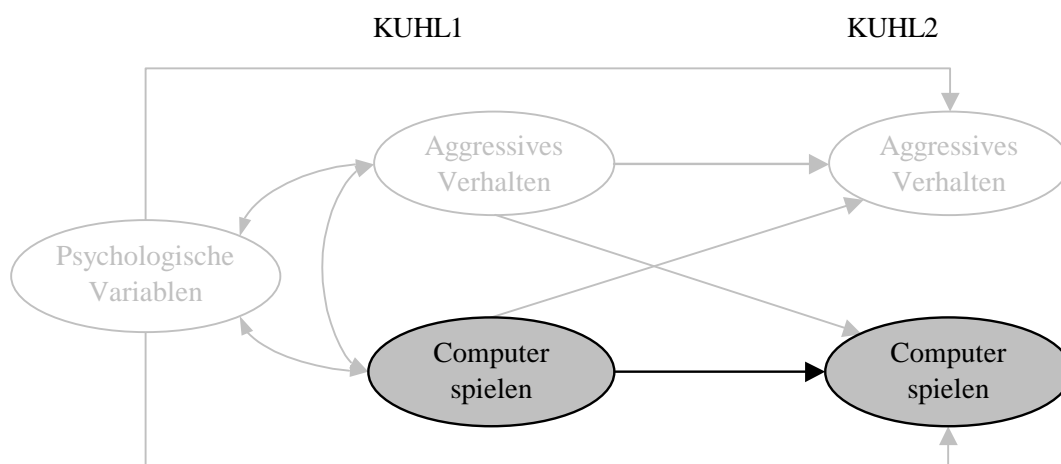 KUHL1
KUHL2
Aggressives
Verhalten
Aggressives
Verhalten
Psychologische
Variablen
Computer
spielen
Computer
spielen